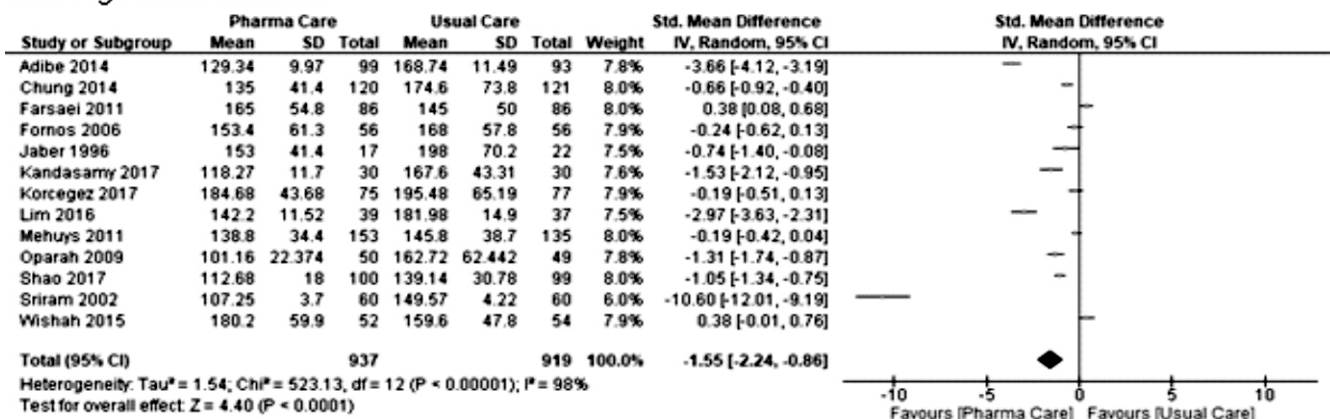 Pharma Care Usual Care Std. Mean Difference Std. Mean Difference
Study or Subgroup Mean SD Total Mean SD Total Weight IV, Random, 95% CI IV, Random, 95% CI
Adibe 2014 129.34 9.97 99 168.74 11.49 93 7.8% -3.66 [-4.12, -3.19]
Chung 2014 135 41.4 120 174.6 73.8 121 8.0% -0.66 [-0.92, -0.40]
Farsaei 2011 165 54.8 86 145 50 86 8.0% 0.38 [0.08, 0.68]
Fornos 2006 153.4 61.3 56 168 57.8 56 7.9% -0.24 [-0.62, 0.13]
Jaber 1996 153 41.4 17 198 70.2 22 7.5% -0.74 [-1.40, -0.08]
Kandasamy 2017 118.27 11.7 30 167.6 43.31 30 7.6% -1.53 [-2.12, -0.95]
Korcegez 2017 184.68 43.68 75 195.48 65.19 77 7.9% -0.19 [-0.51, 0.13]
Lim 2016 142.2 11.52 39 181.98 14.9 37 7.5% -2.97 [-3.63, -2.31]
Mehuys 2011 138.8 34.4 153 145.8 38.7 135 8.0% -0.19 [-0.42, 0.04]
Oparah 2009 101.16 22.374 50 162.72 62.442 49 7.8% -1.31 [-1.74, -0.87]
Shao 2017 112.68 18 100 139.14 30.78 99 8.0% -1.05 [-1.34, -0.75]
Sriram 2002 107.25 3.7 60 149.57 4.22 60 6.0% -10.60 [-12.01, -9.19]
Wishah 2015 180.2 59.9 52 159.6 47.8 54 7.9% 0.38 [-0.01, 0.76]
Total (95% CI) 937 919 100.0% -1.55 [-2.24, -0.86]
Heterogeneity: Tau² = 1.54; Chi² = 523.13, df = 12 (P < 0.00001); I² = 98%
Test for overall effect: Z = 4.40 (P < 0.0001)
-10 -5 0 5 10
Favours [Pharma Care] Favours [Usual Care]